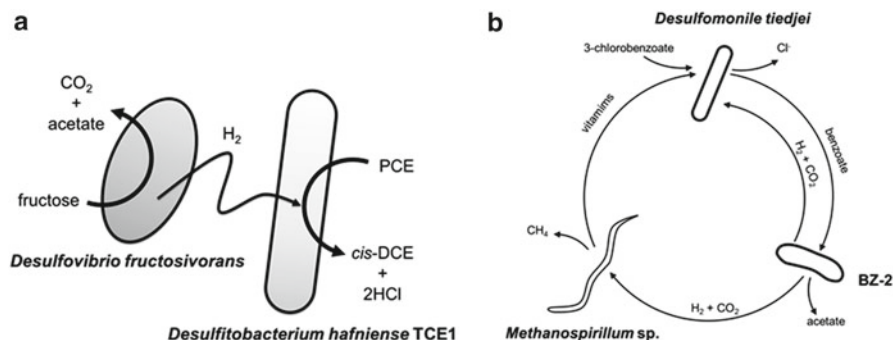 a
CO2
+
acetate
H2
fructose
PCE
cis-DCE
+
2HCl
Desulfovibrio fructosivorans
Desulfitobacterium hafniense TCE1
b
Desulfomonile tiedjei
3-chlorobenzoate
Cl-
vitamims
benzoate
H2 + CO2
CH4
BZ-2
H2 + CO2
acetate
Methanospirillum sp.